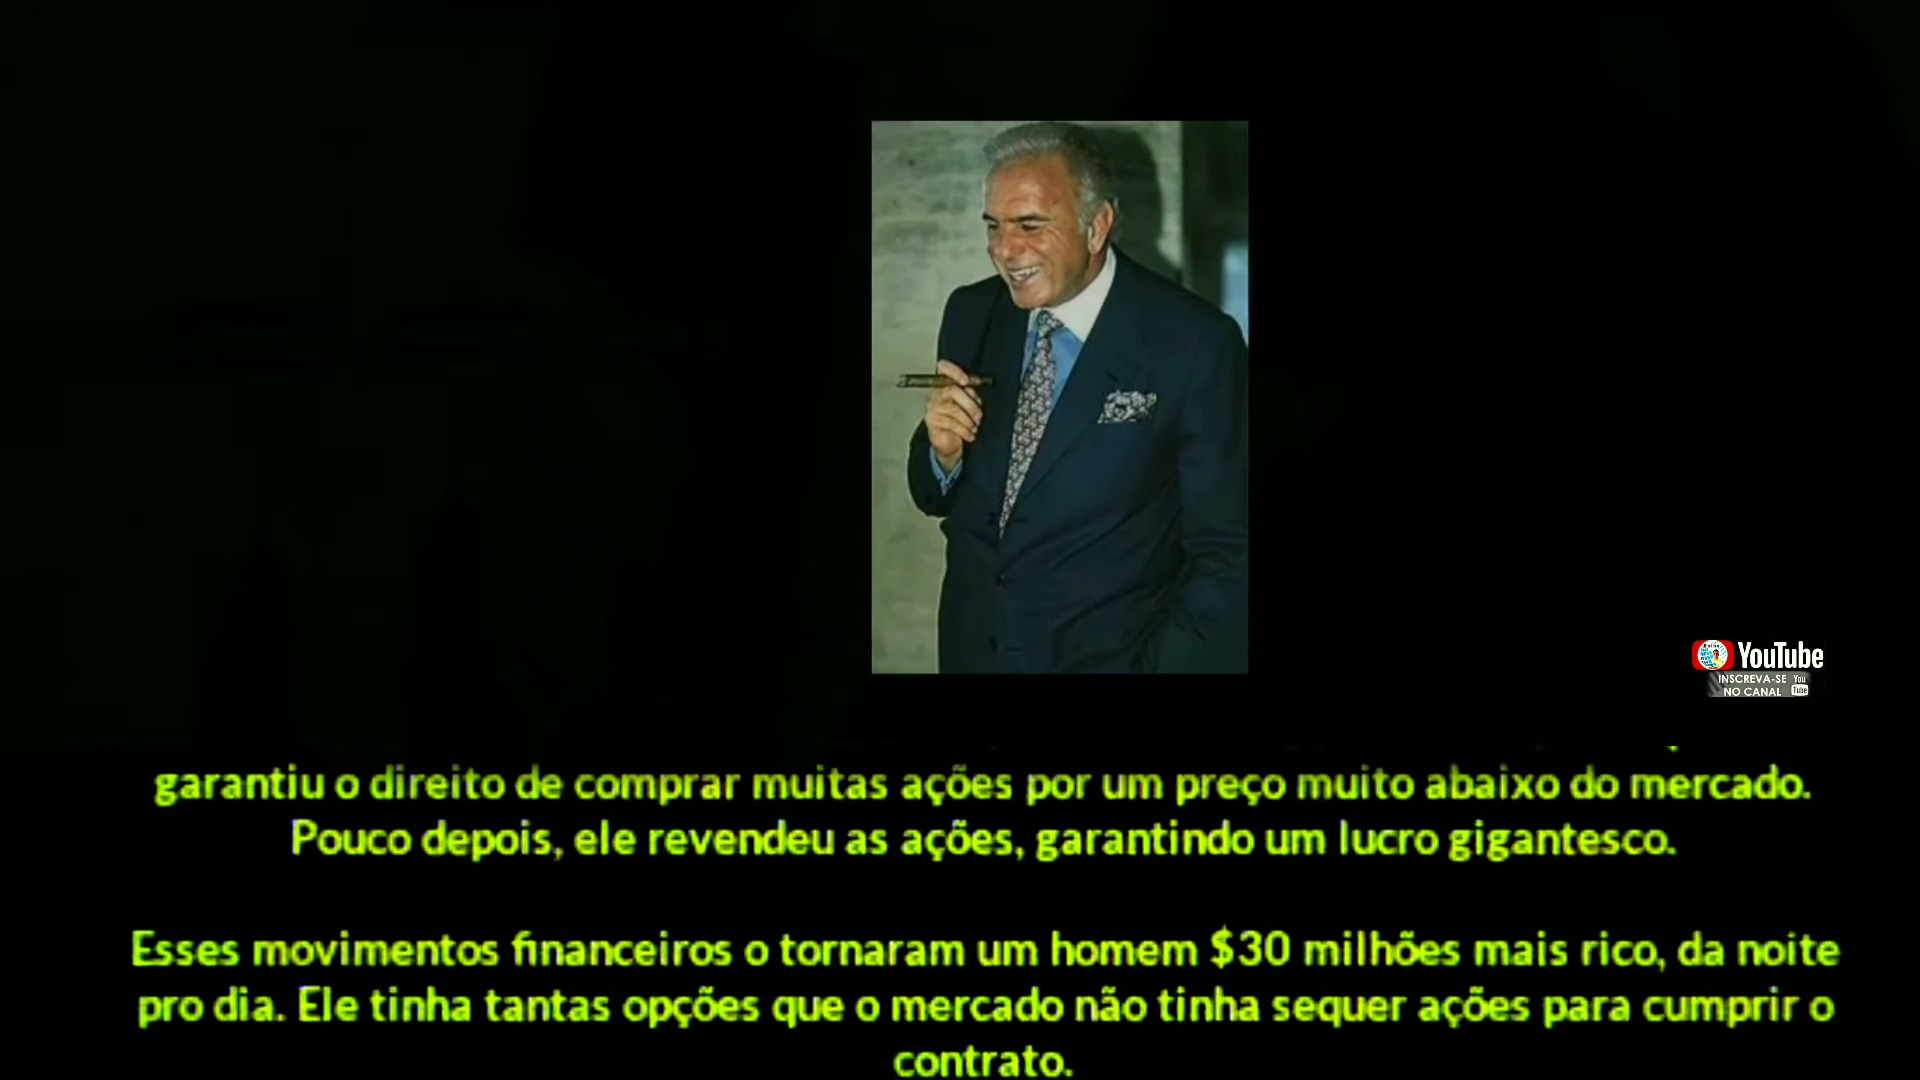 YouTube
INSCREVA-SE
NO CANAL
You
Tube
garantiu o direito de comprar muitas ações por um preço muito abaixo do mercado.
Pouco depois, ele revendeu as ações, garantindo um lucro gigantesco.
Esses movimentos financeiros o tornaram um homem $30 milhões mais rico, da noite
pro dia. Ele tinha tantas opções que o mercado não tinha sequer ações para cumprir o
contrato.